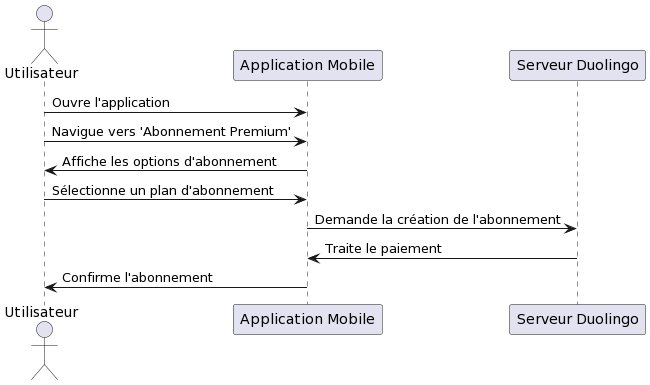 Utilisateur
Application Mobile
Serveur Duolingo
Ouvre l'application
Navigue vers 'Abonnement Premium'
Affiche les options d'abonnement
Sélectionne un plan d'abonnement
Demande la création de l'abonnement
Traite le paiement
Confirme l'abonnement
Utilisateur
Application Mobile
Serveur Duolingo